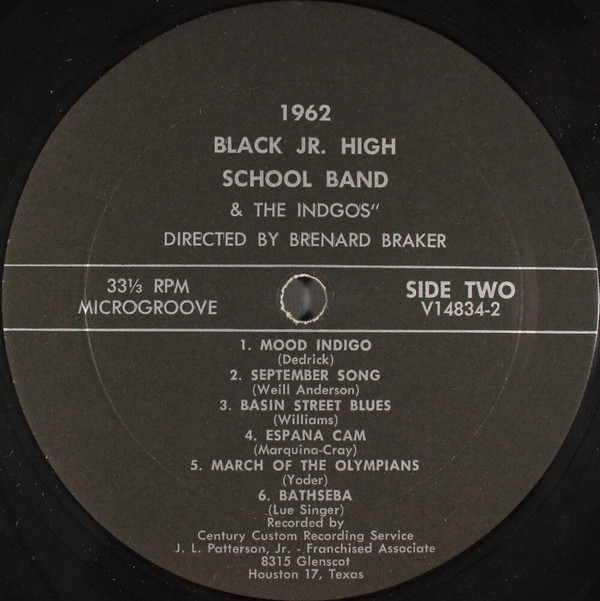 1962
BLACK JR. HIGH
SCHOOL BAND
& THE INDGO'S"
DIRECTED BY BRENARD BRAKER
33⅓ RPM
MICROGROOVE
SIDE TWO
V14834-2
1. MOOD INDIGO
(Dedrick)
2. SEPTEMBER SONG
(Weill Anderson)
3. BASIN STREET BLUES
(Williams)
4. ESPANA CAM
(Marquina-Cray)
5. MARCH OF THE OLYMPIANS
(Yoder)
6. BATHSEBA
(Lue Singer)
Recorded by
Century Custom Recording Service
J. L. Patterson, Jr. - Franchised Associate
8315 Glenscot
Houston 17, Texas